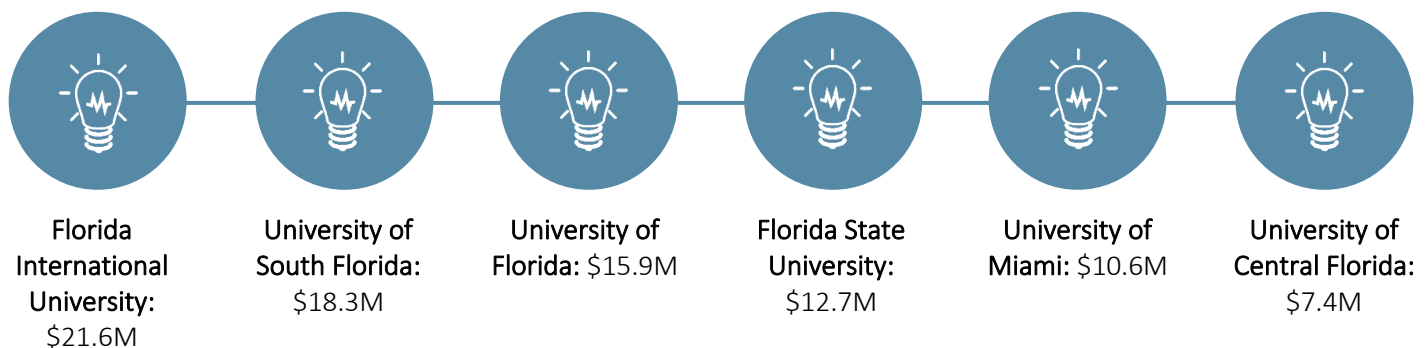 Florida
International
University:
$21.6M
University of
South Florida:
$18.3M
University of
Florida: $15.9M
Florida State
University:
$12.7M
University of
Miami: $10.6M
University of
Central Florida:
$7.4M